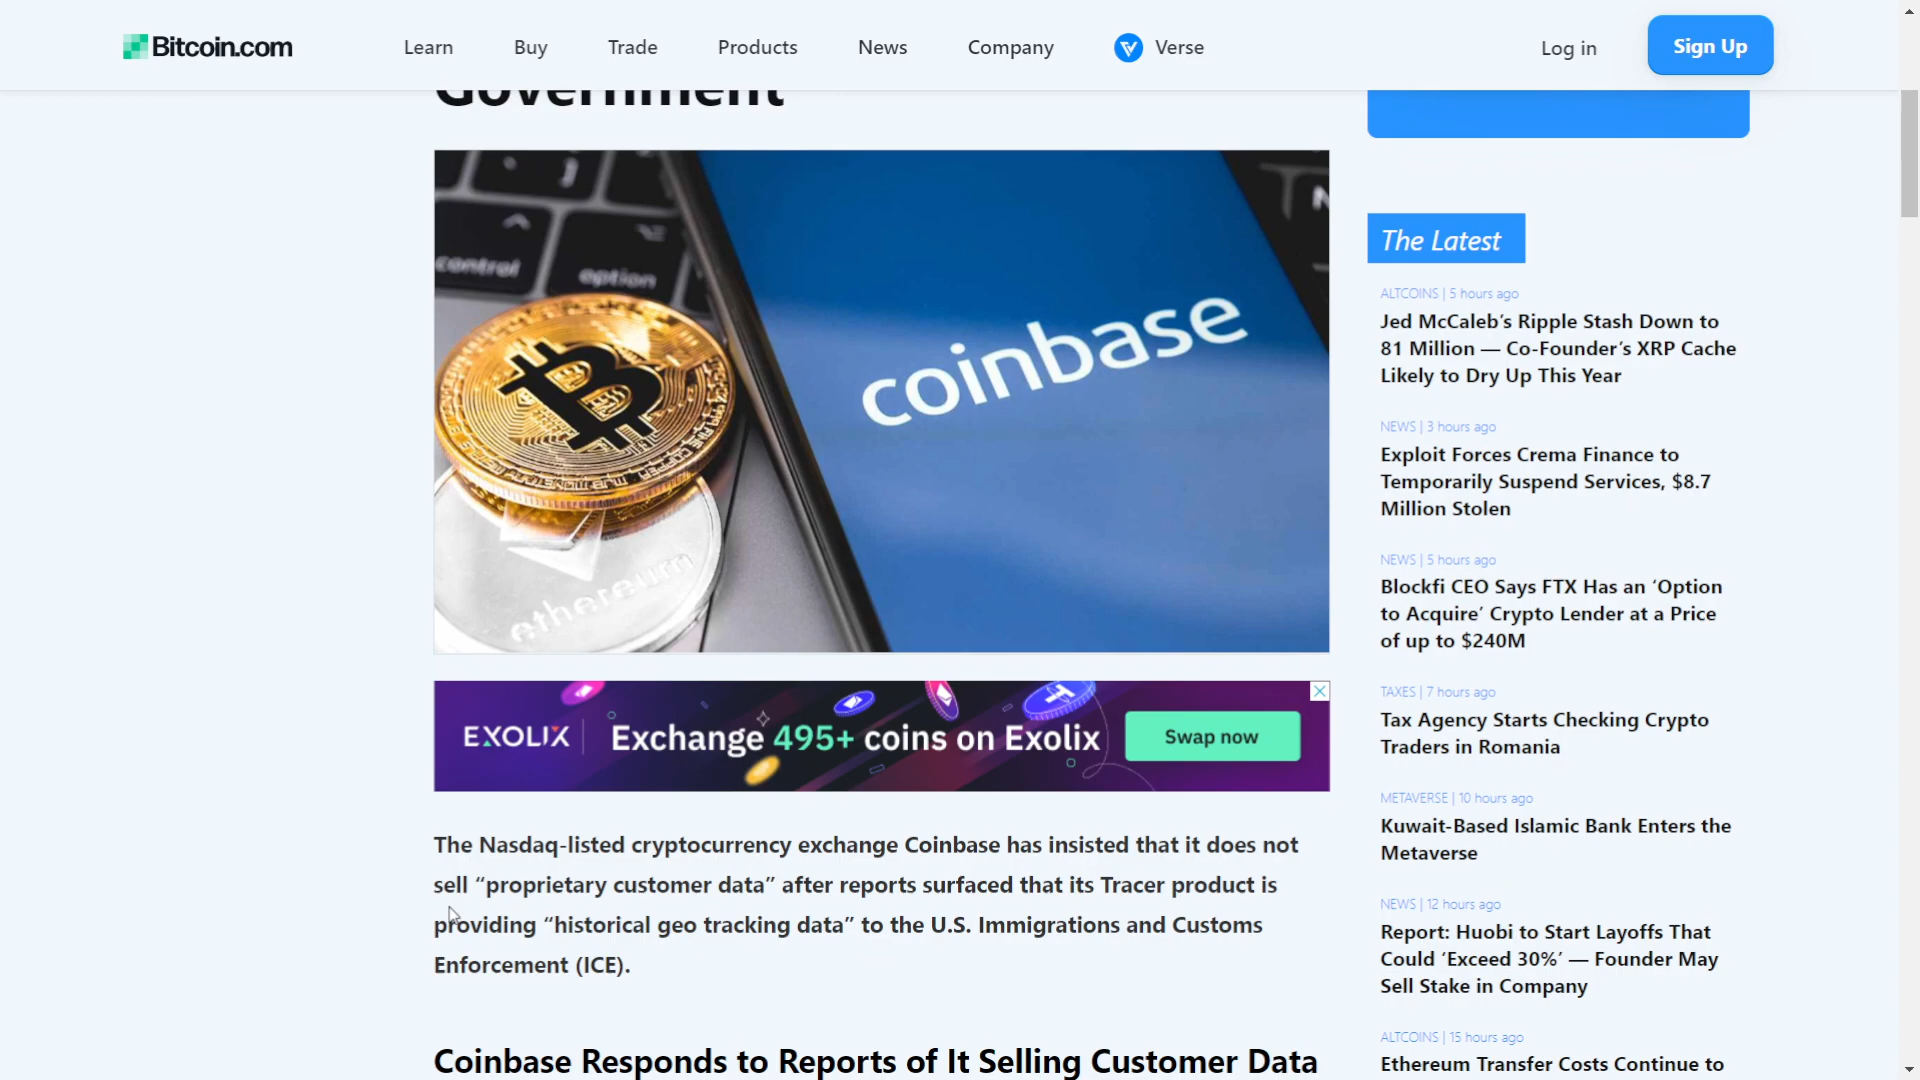 Bitcoin.com
Learn
Buy
Trade
Products
News
Company
Verse
Log in
Sign Up
Government
control
option
ethereum
coinbase
EXOLIX
Exchange 495+ coins on Exolix
Swap now
The Nasdaq-listed cryptocurrency exchange Coinbase has insisted that it does not
sell “proprietary customer data” after reports surfaced that its Tracer product is
providing “historical geo tracking data” to the U.S. Immigrations and Customs
Enforcement (ICE).
Coinbase Responds to Reports of It Selling Customer Data
The Latest
ALTCOINS | 5 hours ago
Jed McCaleb’s Ripple Stash Down to
81 Million — Co-Founder’s XRP Cache
Likely to Dry Up This Year
NEWS | 3 hours ago
Exploit Forces Crema Finance to
Temporarily Suspend Services, $8.7
Million Stolen
NEWS | 5 hours ago
Blockfi CEO Says FTX Has an ‘Option
to Acquire’ Crypto Lender at a Price
of up to $240M
TAXES | 7 hours ago
Tax Agency Starts Checking Crypto
Traders in Romania
METAVERSE | 10 hours ago
Kuwait-Based Islamic Bank Enters the
Metaverse
NEWS | 12 hours ago
Report: Huobi to Start Layoffs That
Could ‘Exceed 30%’ — Founder May
Sell Stake in Company
ALTCOINS | 15 hours ago
Ethereum Transfer Costs Continue to